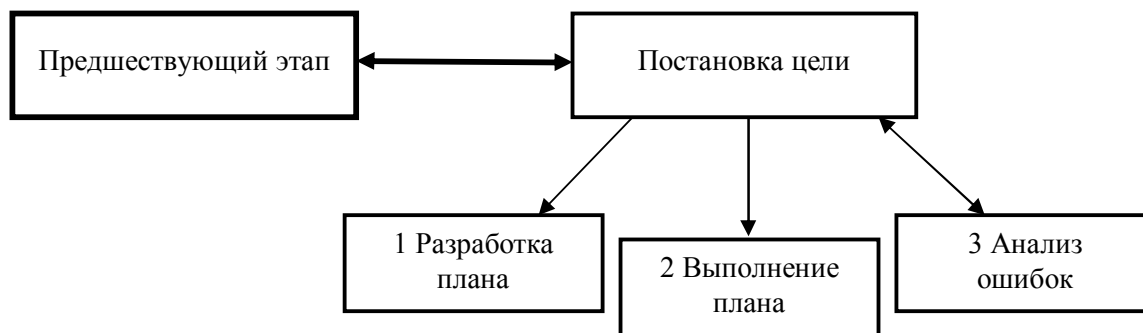 Предшествующий этап
Постановка цели
1 Разработка
плана
2 Выполнение
плана
3 Анализ
ошибок